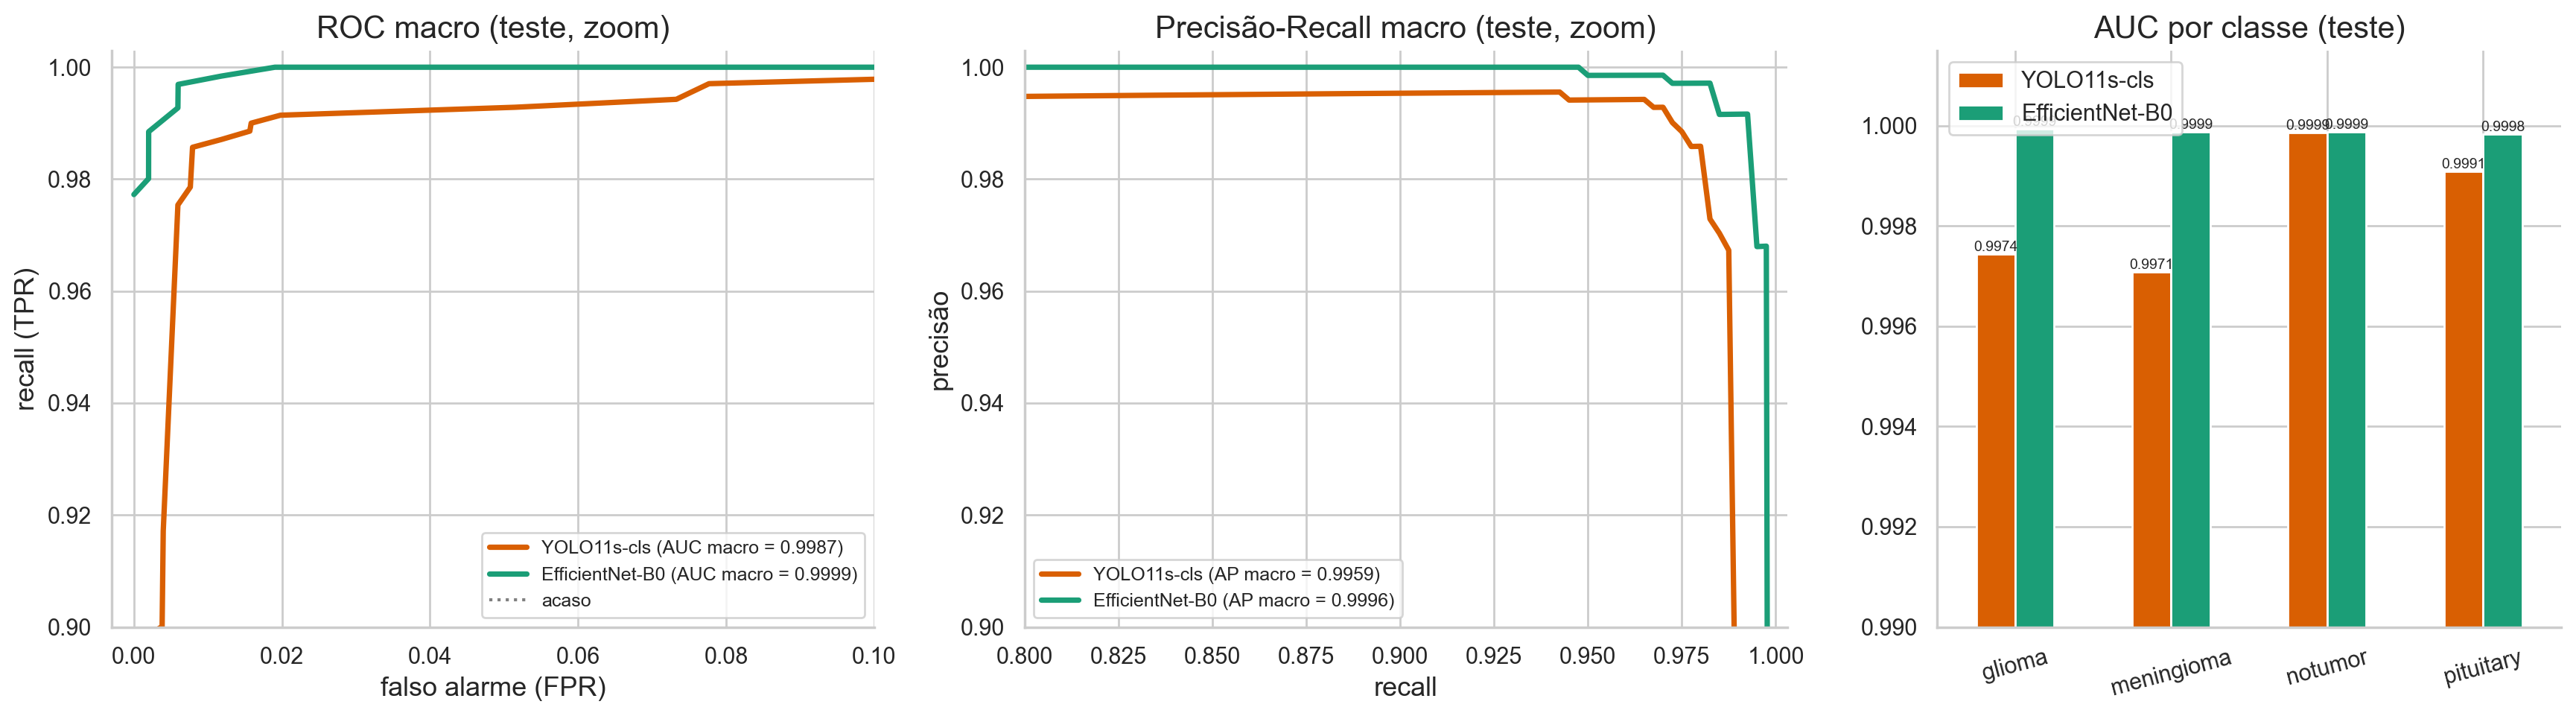 ROC macro (teste, zoom)
1.00
0.98
0.96
0.94
0.92
0.90
recall (TPR)
YOLO11s-cls (AUC macro = 0.9987)
EfficientNet-B0 (AUC macro = 0.9999)
acaso
0.00 0.02 0.04 0.06 0.08 0.10
falso alarme (FPR)
Precisão-Recall macro (teste, zoom)
1.00
0.98
0.96
0.94
0.92
0.90
precisão
YOLO11s-cls (AP macro = 0.9959)
EfficientNet-B0 (AP macro = 0.9996)
0.800 0.825 0.850 0.875 0.900 0.925 0.950 0.975 1.000
recall
AUC por classe (teste)
YOLO11s-cls
EfficientNet-B0
1.000
0.998
0.996
0.994
0.992
0.990
0.9974
0.9971
0.9999
0.9999
0.9999
0.9991
0.9998
glioma
meningioma
notumor
pituitary